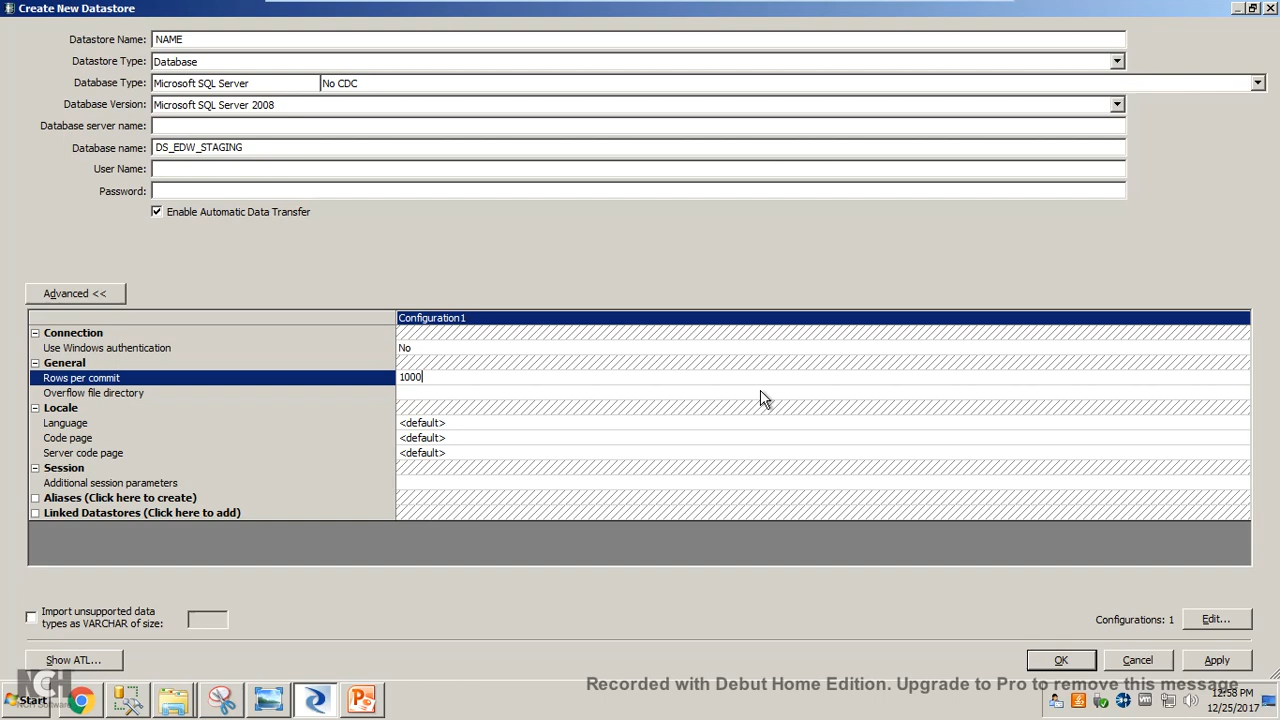 Create New Datastore
Datastore Name: NAME
Datastore Type: Database
Database Type: Microsoft SQL Server No CDC
Database Version: Microsoft SQL Server 2008
Database server name:
Database name: DS_EDW_STAGING
User Name:
Password:
Enable Automatic Data Transfer
Advanced <<
Configuration1
Connection
Use Windows authentication No
General
Rows per commit 1000
Overflow file directory
Locale
Language <default>
Code page <default>
Server code page <default>
Session
Additional session parameters
Aliases (Click here to create)
Linked Datastores (Click here to add)
Import unsupported data
types as VARCHAR of size:
Configurations: 1 Edit...
Show ATL... OK Cancel Apply
Recorded with Debut Home Edition. Upgrade to Pro to remove this message
NCH
Start
12:58 PM
12/25/2017